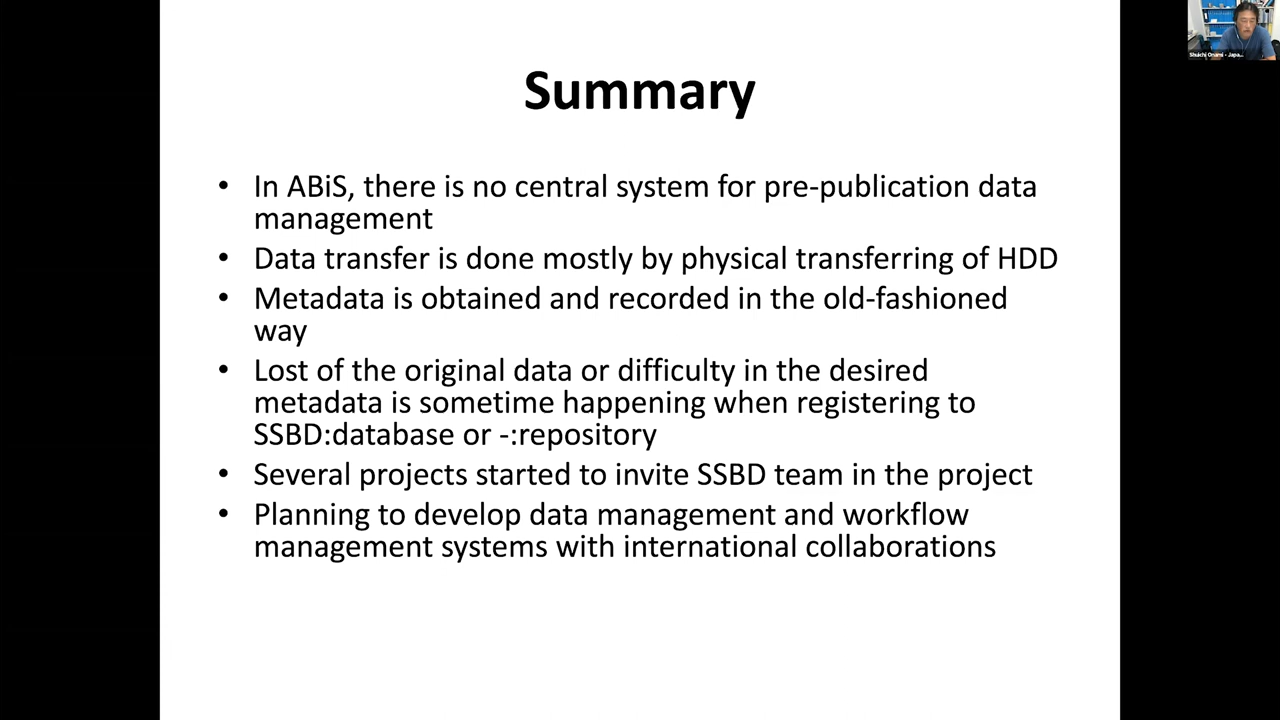 Summary
• In ABiS, there is no central system for pre-publication data
management
• Data transfer is done mostly by physical transferring of HDD
• Metadata is obtained and recorded in the old-fashioned
way
• Lost of the original data or difficulty in the desired
metadata is sometime happening when registering to
SSBD:database or -:repository
• Several projects started to invite SSBD team in the project
• Planning to develop data management and workflow
management systems with international collaborations
Shuichi Onami - Japa...